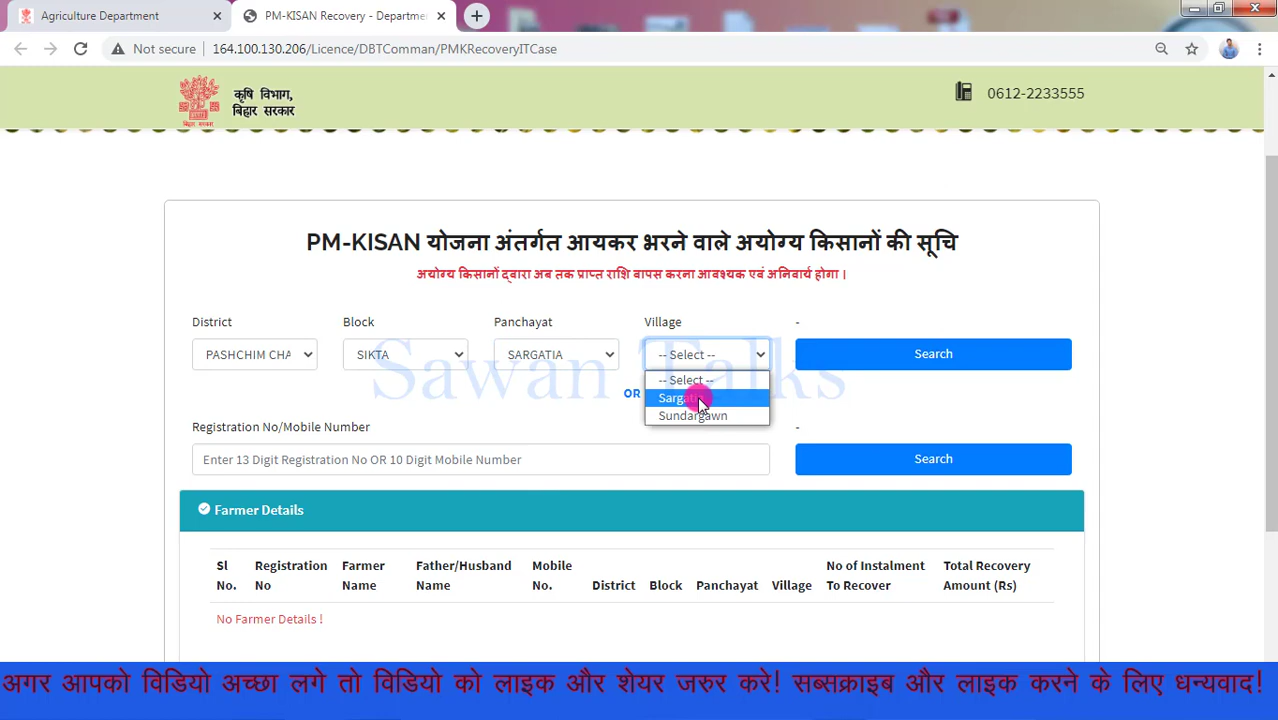 Agriculture Department
PM-KISAN Recovery - Departme
Not secure
164.100.130.206/Licence/DBTComman/PMKRecoveryITCase
कृषि विभाग,
बिहार सरकार
0612-2233555
PM-KISAN योजना अंतर्गत आयकर भरने वाले अयोग्य किसानों की सूचि
अयोग्य किसानों द्वारा अब तक प्राप्त राशि वापस करना आवश्यक एवं अनिवार्य होगा ।
District Block Panchayat Village -
PASHCHIM CHA SIKTA SARGATIA -- Select -- Search
Sawan Talks
-- Select --
OR
Sundargawn
Registration No/Mobile Number -
Enter 13 Digit Registration No OR 10 Digit Mobile Number Search
Farmer Details
Sl No. Registration No Farmer Name Father/Husband Name Mobile No. District Block Panchayat Village No of Instalment To Recover Total Recovery Amount (Rs)
No Farmer Details !
अगर आपको विडियो अच्छा लगे तो विडियो को लाइक और शेयर जरुर करे! सब्सक्राइब और लाइक करने के लिए धन्यवाद!